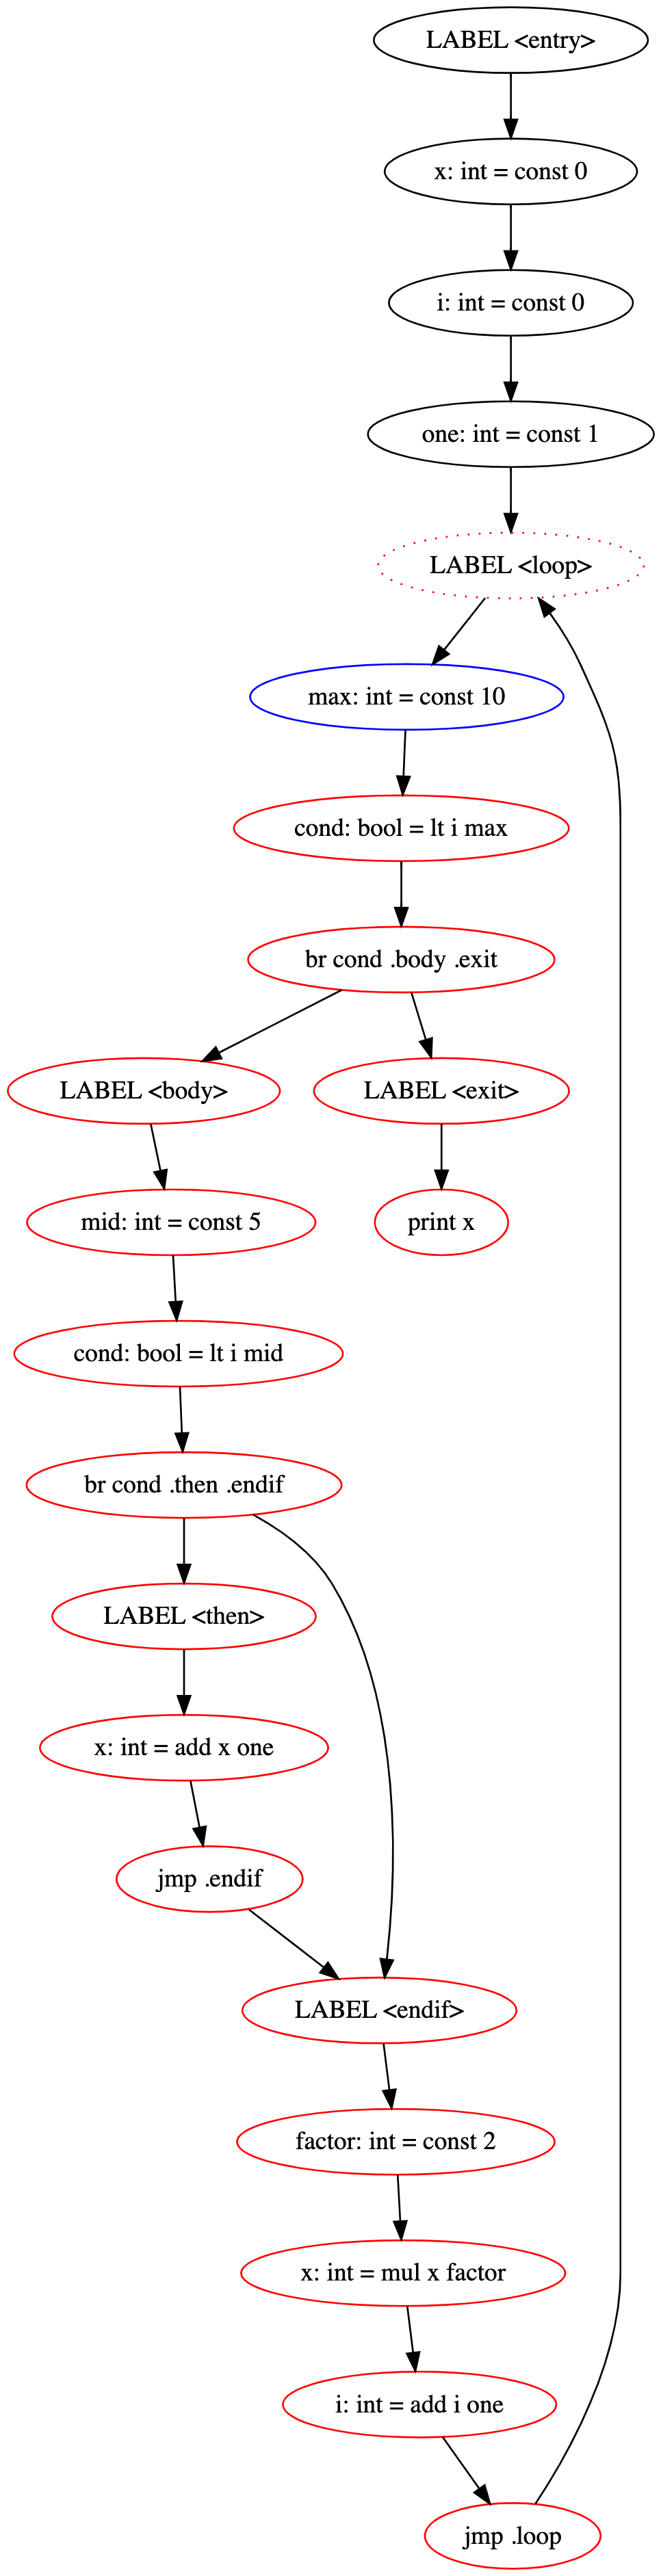 LABEL <entry>
x: int = const 0
i: int = const 0
one: int = const 1
LABEL <loop>
max: int = const 10
cond: bool = lt i max
br cond .body .exit
LABEL <body>
LABEL <exit>
mid: int = const 5
print x
cond: bool = lt i mid
br cond .then .endif
LABEL <then>
x: int = add x one
jmp .endif
LABEL <endif>
factor: int = const 2
x: int = mul x factor
i: int = add i one
jmp .loop